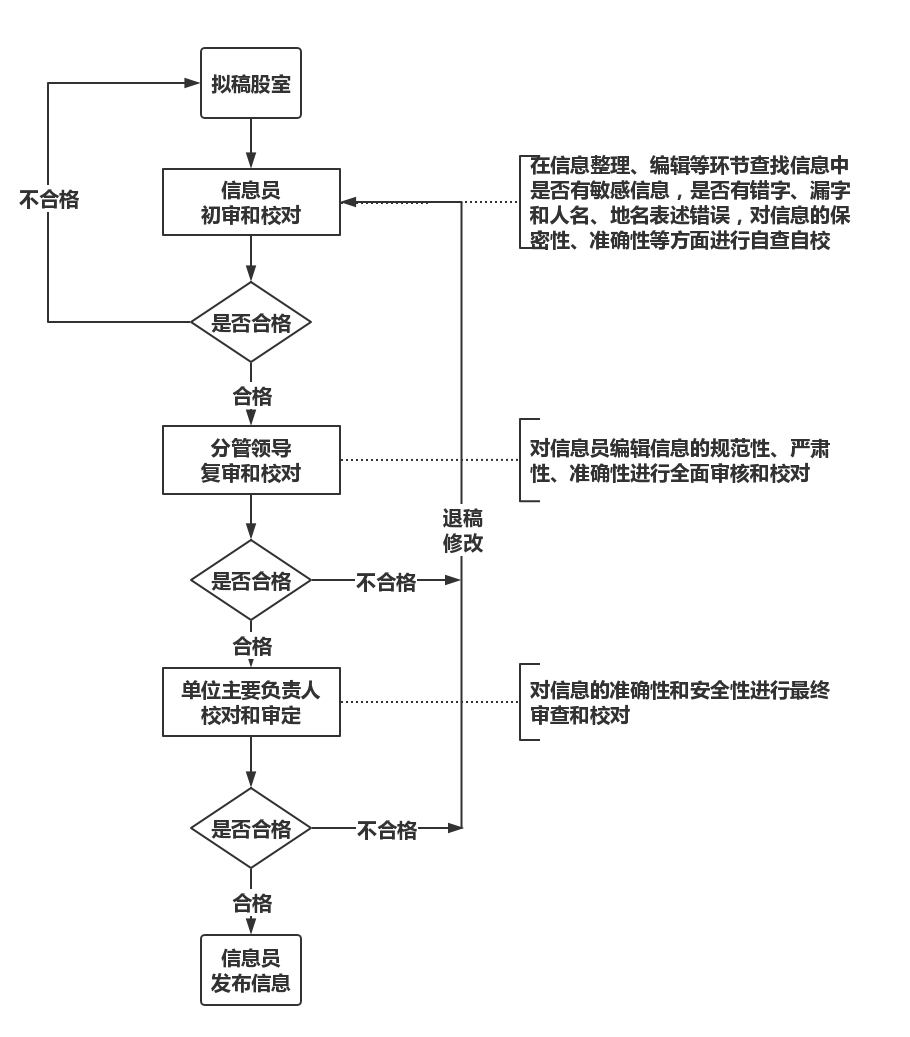 拟稿股室
不合格
信息员
初审和校对
在信息整理、编辑等环节查找信息中
是否有敏感信息，是否有错字、漏字
和人名、地名表述错误，对信息的保
密性、准确性等方面进行自查自校
是否合格
合格
分管领导
复审和校对
对信息员编辑信息的规范性、严肃
性、准确性进行全面审核和校对
退稿
修改
是否合格
不合格
合格
单位主要负责人
校对和审定
对信息的准确性和安全性进行最终
审查和校对
是否合格
不合格
合格
信息员
发布信息